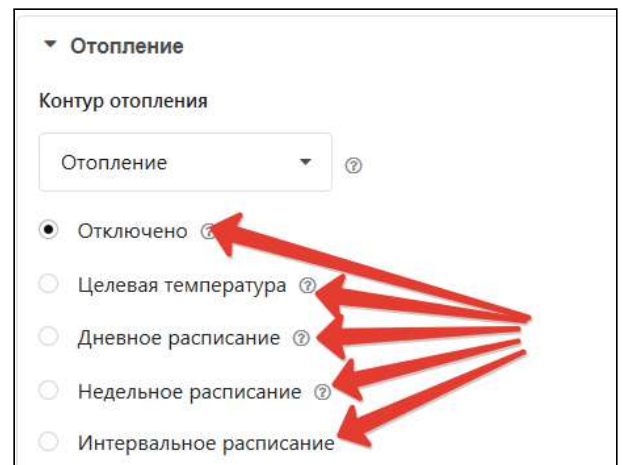 Отопление
Контур отопления
Отопление
Отключено
Целевая температура
Дневное расписание
Недельное расписание
Интервальное расписание